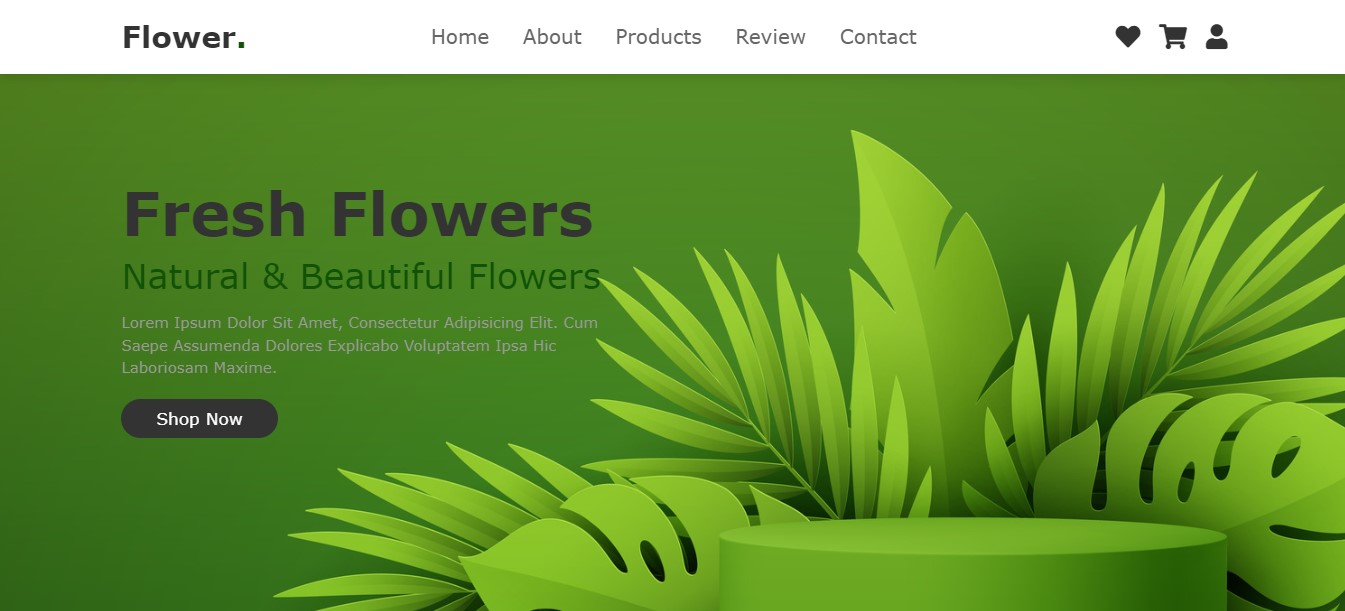 Flower.
Home About Products Review Contact
Fresh Flowers
Natural & Beautiful Flowers
Lorem Ipsum Dolor Sit Amet, Consectetur Adipisicing Elit. Cum
Saepe Assumenda Dolores Explicabo Voluptatem Ipsa Hic
Laboriosam Maxime.
Shop Now